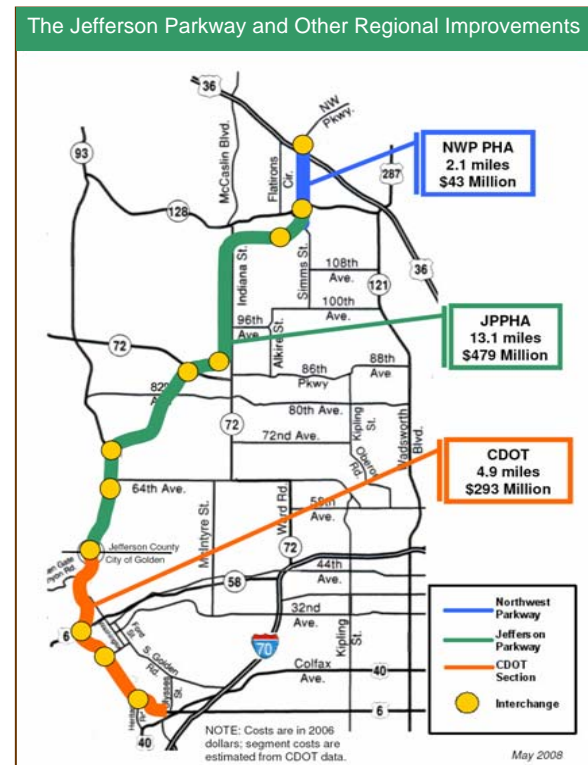 The Jefferson Parkway and Other Regional Improvements
36
NW
Pkwy.
93
McCaslin Blvd.
Flatirons
Cir.
NWP PHA
2.1 miles
$43 Million
287
128
Indiana St.
Simms St.
108th
Ave.
36
121
100th
Ave.
96th
Ave.
Alkire St.
JPPHA
13.1 miles
$479 Million
72
86th
Pkwy
88th
Ave.
80th Ave.
Kipling
St.
Wadsworth
Blvd.
72
72nd Ave.
CDOT
4.9 miles
$293 Million
64th Ave.
McIntyre St.
Ward Rd.
Ave.
72
Jefferson County
City of Golden
44th
Ave.
58
32nd
Ave.
6
Ford
St.
S. Golden
Rd.
70
Kipling
St.
Colfax
Ave.
40
6
Ulysses
St.
40
Northwest
Parkway
Jefferson
Parkway
CDOT
Section
Interchange
NOTE: Costs are in 2006
dollars; segment costs are
estimated from CDOT data.
May 2008